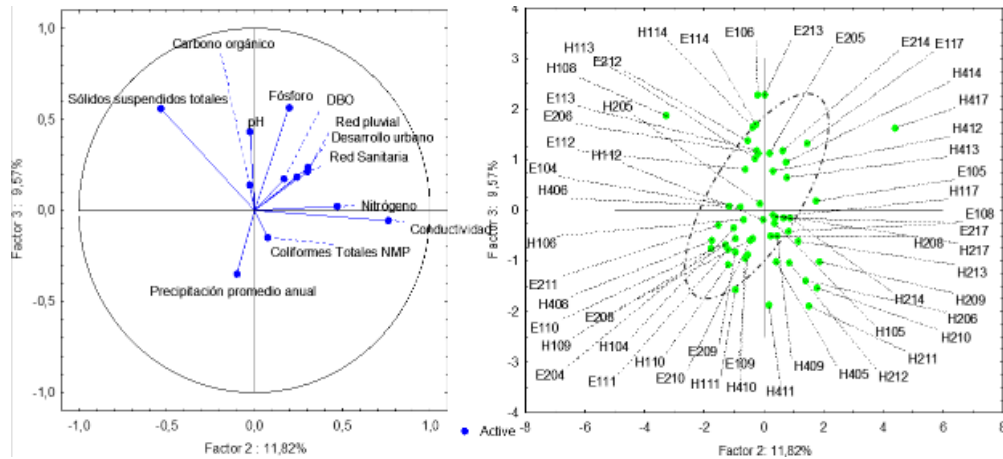 1,0
0,5
0,0
-0,5
-1,0
Factor 3 : 9,57%
Carbono orgánico
Sólidos suspendidos totales
Fósforo
DBO
pH
Red pluvial
Desarrollo urbano
Red Sanitaria
Nitrógeno
Conductividad
Coliformes Totales NMP
Precipitación promedio anual
-1,0 -0,5 0,0 0,5 1,0
Factor 2 : 11,82%
Active
4
3
2
1
0
-1
-2
-3
-4
Factor 3: 9,57%
H114 E114 E106 E213 E205 E214 E117
H113
E212
H108
H414
E113
H205
H417
E206
H412
E112
H112
H413
E104
E105
H406
H117
E108
H106
H208
E217
H217
H213
E211
H214
H209
H408
H206
E110
E208
H105
H210
H109
H104
H211
E204
E111
H110
E210
E209
H111
E109
H410
H411
H409
H405
H212
-8 -6 -4 -2 0 2 4 6 8
Factor 2: 11,82%